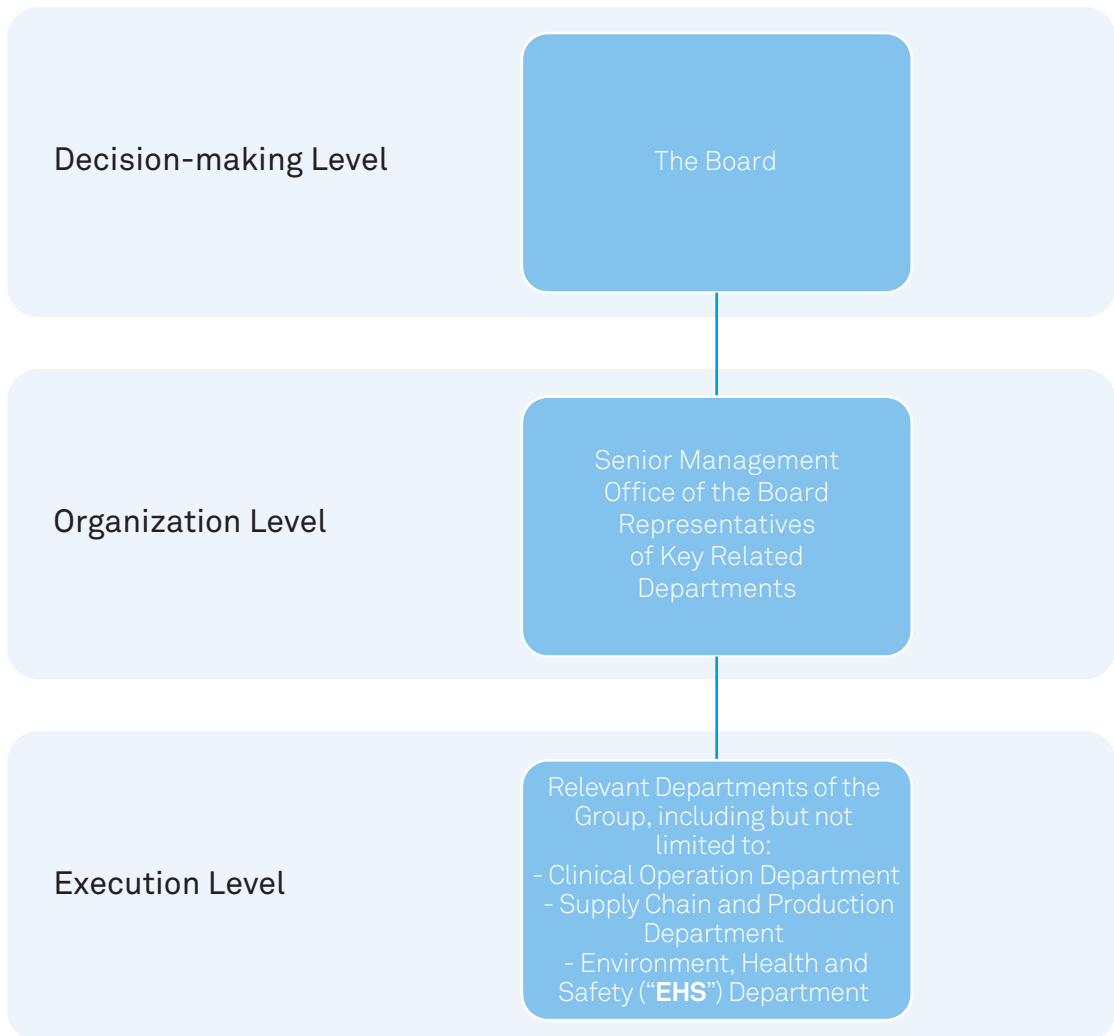 Decision-making Level
The Board
Organization Level
Senior Management
Office of the Board
Representatives
of Key Related
Departments
Execution Level
Relevant Departments of the
Group, including but not
limited to:
- Clinical Operation Department
- Supply Chain and Production
Department
- Environment, Health and
Safety (“EHS”) Department